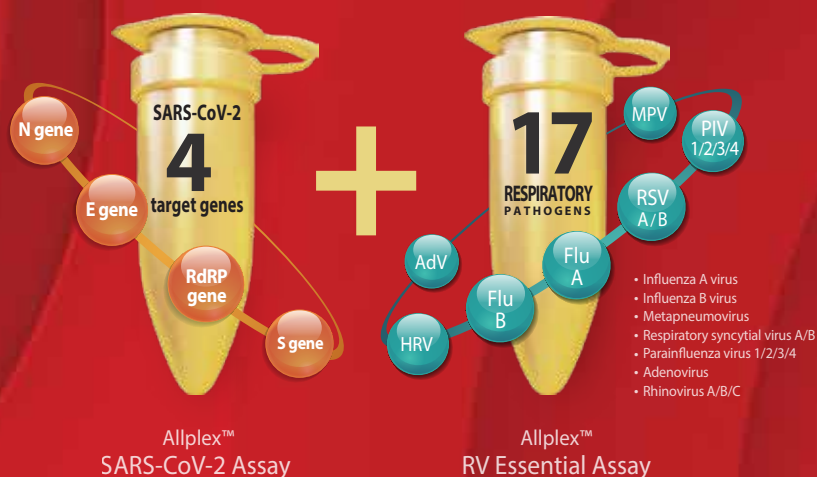 SARS-CoV-2
4
target genes
N gene
E gene
RdRP
gene
S gene
+
17
RESPIRATORY
PATHOGENS
MPV
PIV
1/2/3/4
RSV
A/B
Flu
A
Flu
B
AdV
HRV
• Influenza A virus
• Influenza B virus
• Metapneumovirus
• Respiratory syncytial virus A/B
• Parainfluenza virus 1/2/3/4
• Adenovirus
• Rhinovirus A/B/C
Allplex™
SARS-CoV-2 Assay
Allplex™
RV Essential Assay